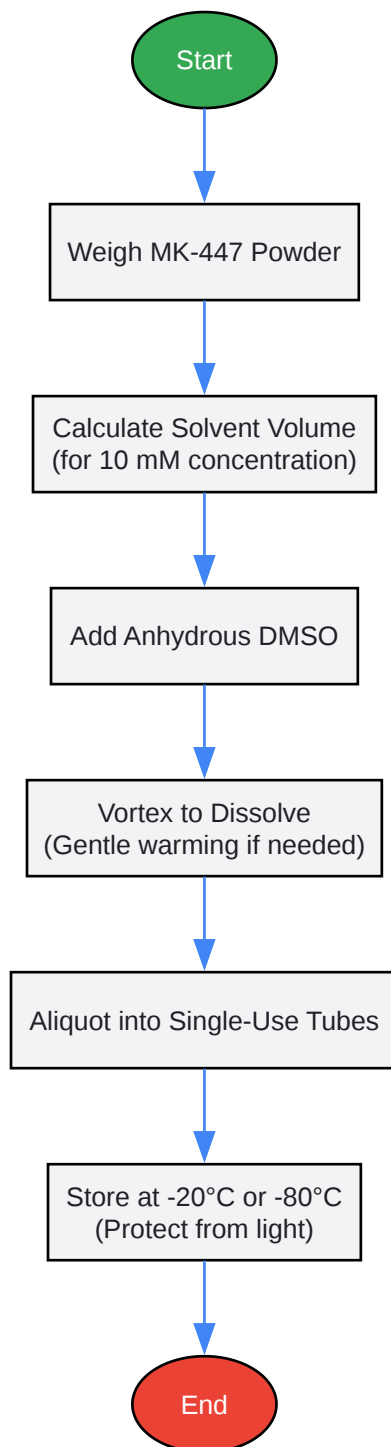 Start
Weigh MK-447 Powder
Calculate Solvent Volume
(for 10 mM concentration)
Add Anhydrous DMSO
Vortex to Dissolve
(Gentle warming if needed)
Aliquot into Single-Use Tubes
Store at -20°C or -80°C
(Protect from light)
End